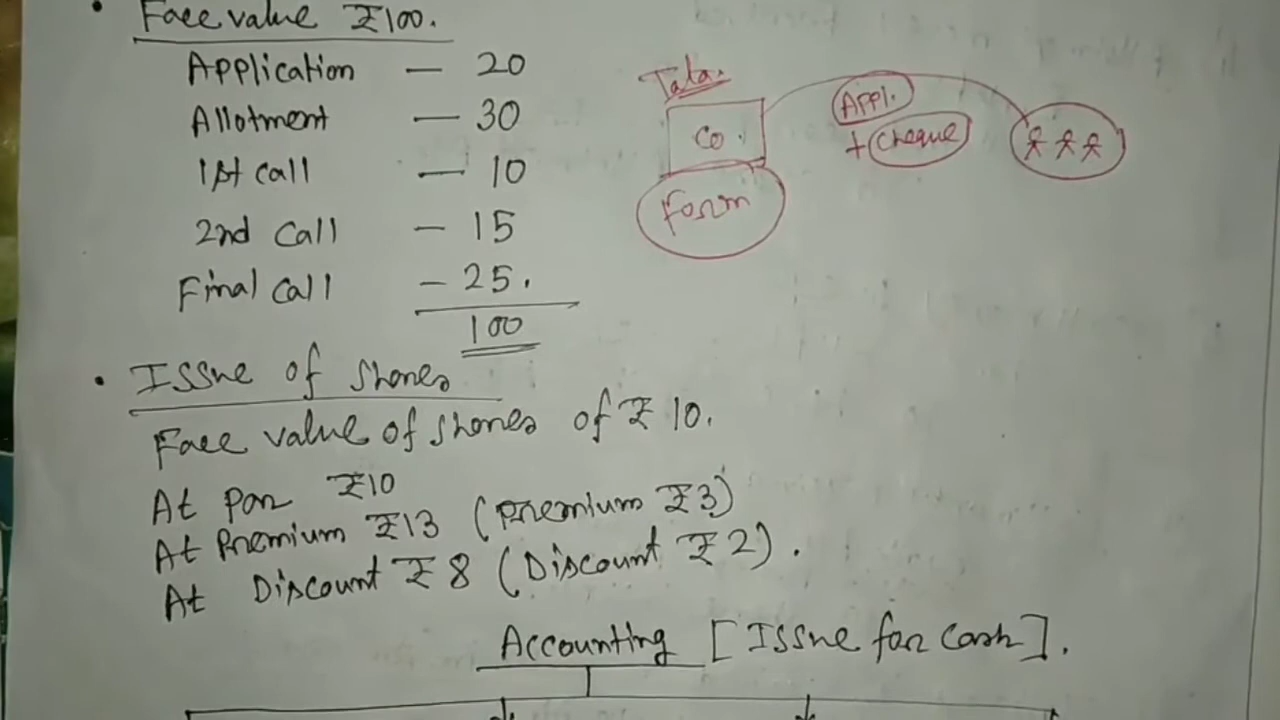 • Face value ₹100.
Application — 20
Allotment — 30
1st call — 10
2nd call — 15
Final call — 25.
100
Tata.
Co.
Form
Appl.
+ cheque
• Issue of shares
Face value of shares of ₹10.
At par ₹10
At Premium ₹13 (Premium ₹3)
At Discount ₹8 (Discount ₹2).
Accounting [Issue for cash].